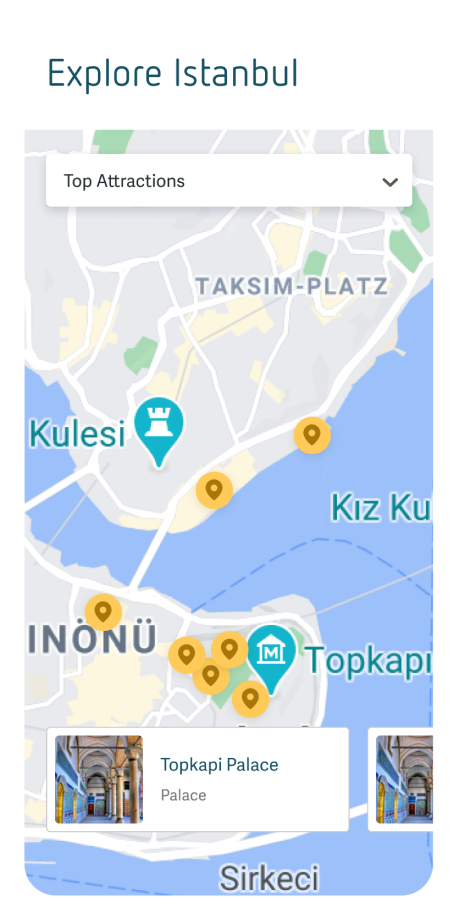 Explore Istanbul
Top Attractions
TAKSIM-PLATZ
Kulesi
Kız Ku
INÖNÜ
Topkapı
Topkapi Palace
Palace
Sirkeci